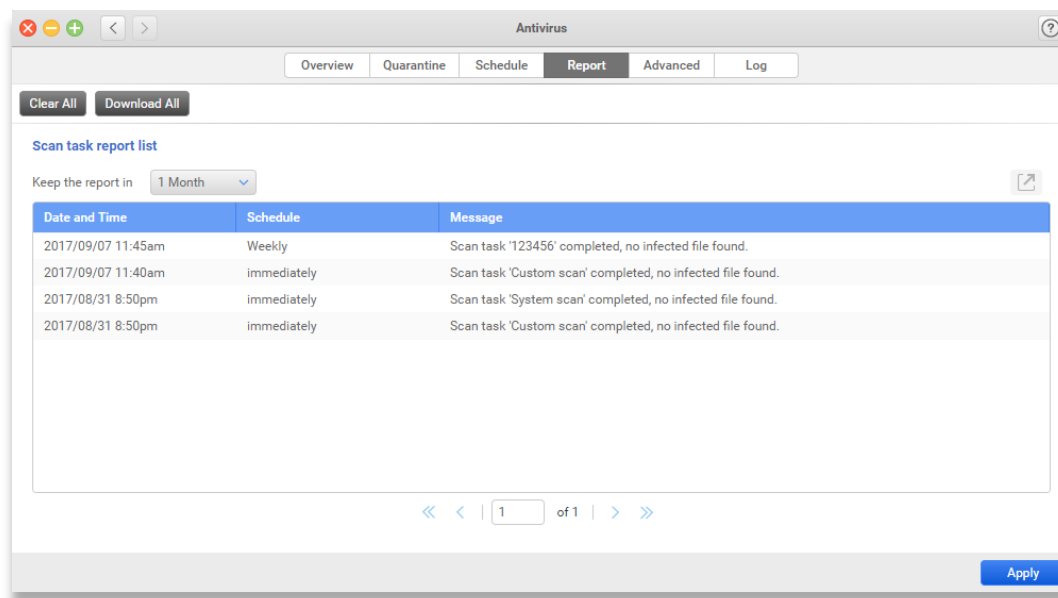 Antivirus
?
Overview Quarantine Schedule Report Advanced Log
Clear All Download All
Scan task report list
Keep the report in 1 Month
Date and Time Schedule Message
2017/09/07 11:45am Weekly Scan task '123456' completed, no infected file found.
2017/09/07 11:40am immediately Scan task 'Custom scan' completed, no infected file found.
2017/08/31 8:50pm immediately Scan task 'System scan' completed, no infected file found.
2017/08/31 8:50pm immediately Scan task 'Custom scan' completed, no infected file found.
1 of 1
Apply